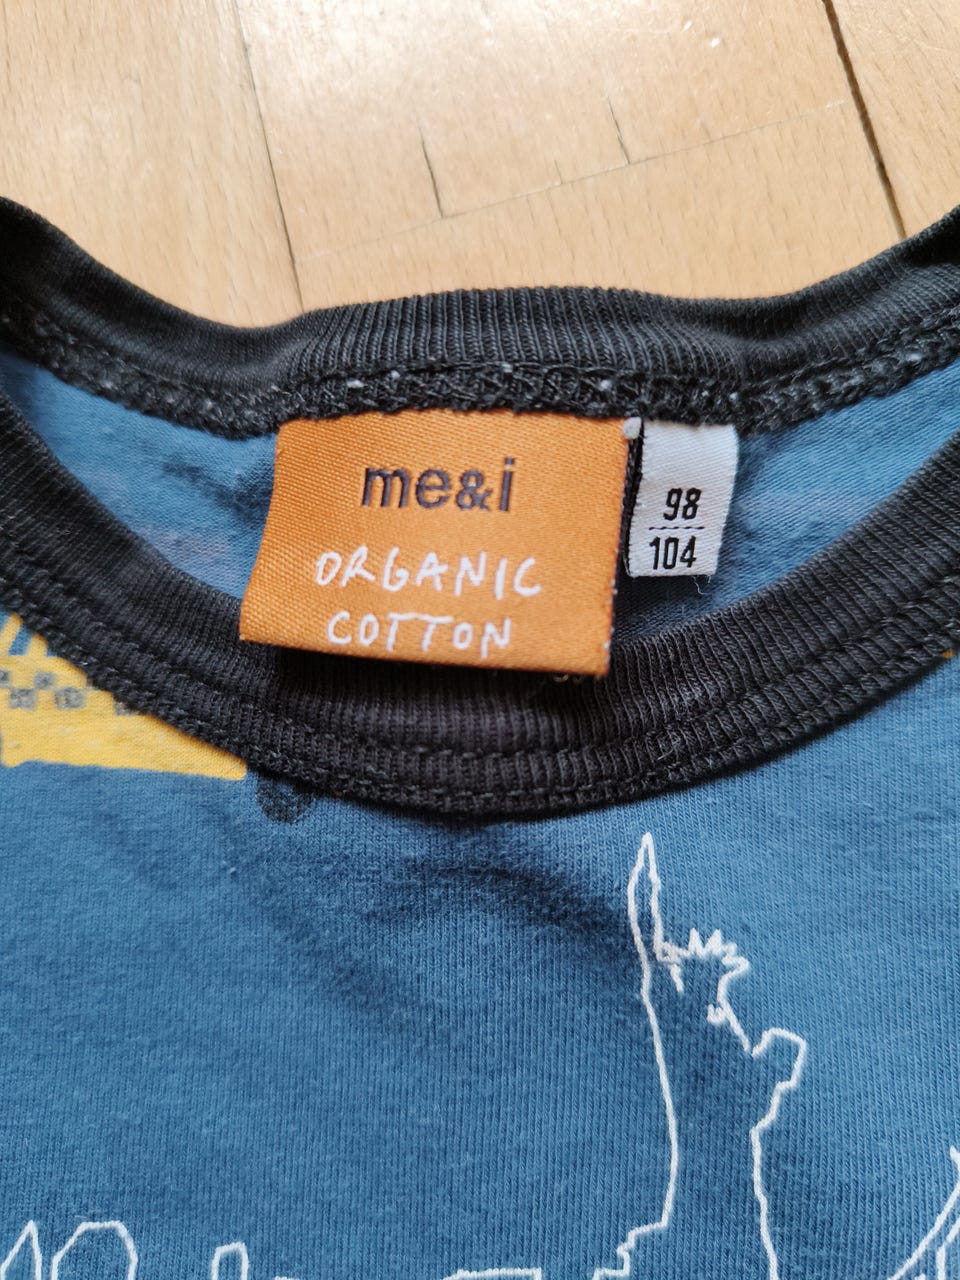 me&i
ORGANIC
COTTON
98
104